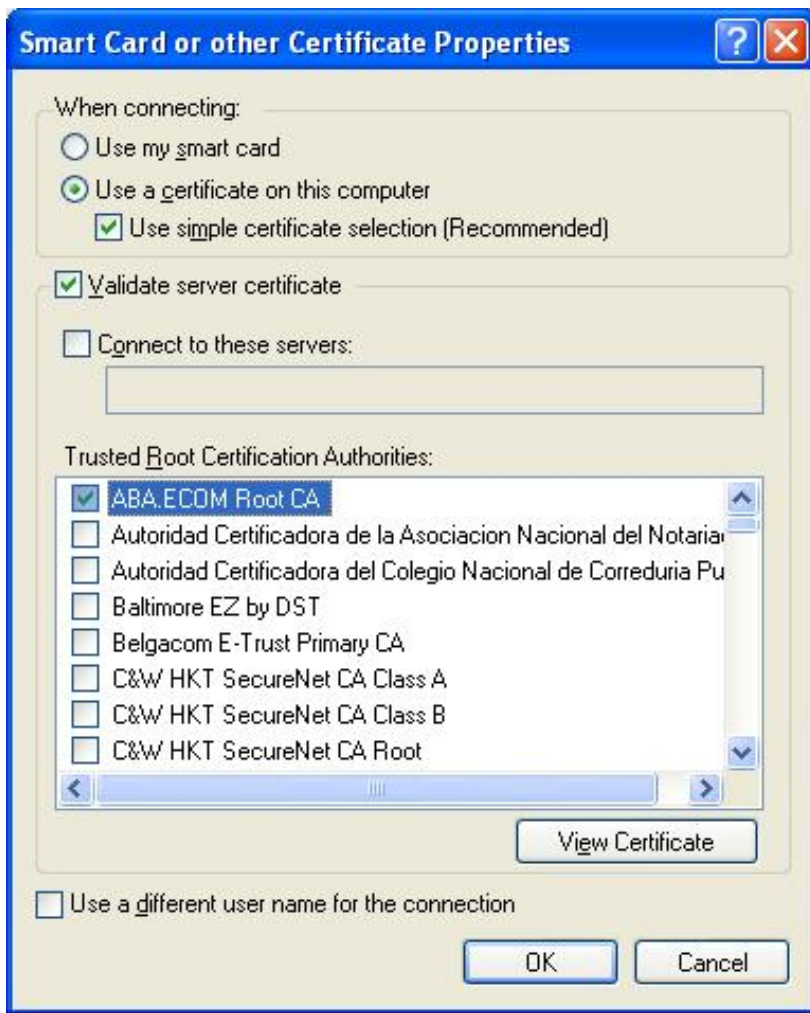 Smart Card or other Certificate Properties
When connecting:
Use my smart card
Use a certificate on this computer
Use simple certificate selection (Recommended)
Validate server certificate
Connect to these servers:
Trusted Root Certification Authorities:
ABA.ECOM Root CA
Autoridad Certificadora de la Asociacion Nacional del Notaria
Autoridad Certificadora del Colegio Nacional de Correduria Pu
Baltimore EZ by DST
Belgacom E-Trust Primary CA
C&W HKT SecureNet CA Class A
C&W HKT SecureNet CA Class B
C&W HKT SecureNet CA Root
View Certificate
Use a different user name for the connection
OK Cancel